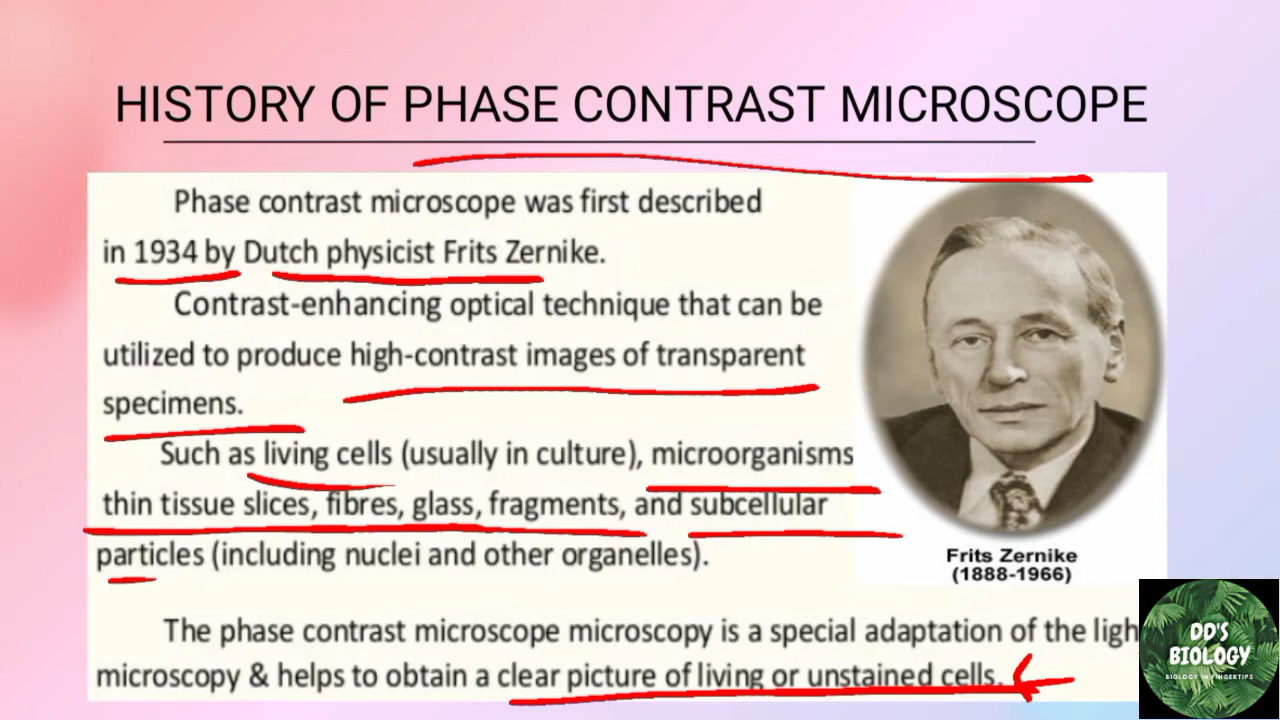 HISTORY OF PHASE CONTRAST MICROSCOPE
Phase contrast microscope was first described
in 1934 by Dutch physicist Frits Zernike.
Contrast-enhancing optical technique that can be
utilized to produce high-contrast images of transparent
specimens.
Such as living cells (usually in culture), microorganisms
thin tissue slices, fibres, glass, fragments, and subcellular
particles (including nuclei and other organelles).
Frits Zernike
(1888-1966)
The phase contrast microscope microscopy is a special adaptation of the ligh
microscopy & helps to obtain a clear picture of living or unstained cells.
DD'S
BIOLOGY
BIOLOGY IN FINGERTIPS